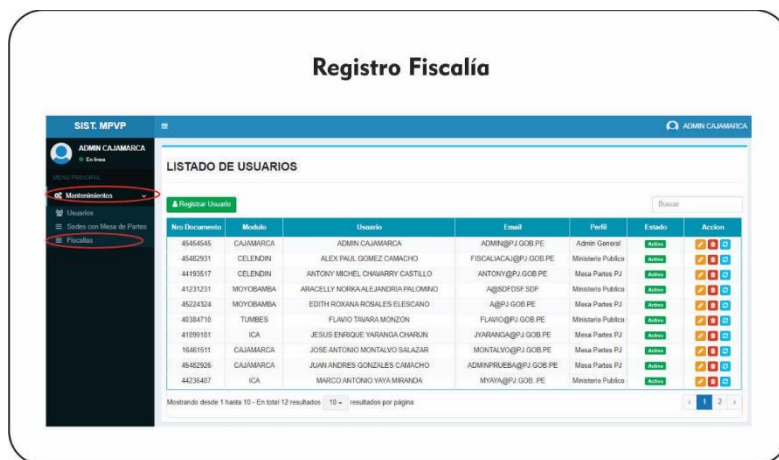 Registro Fiscalía
SIST. MPVP
ADMIN CAJAMARCA
ADMIN CAJAMARCA
En línea
MENÚ PRINCIPAL
Mantenimientos
Usuarios
Sedes con Mesa de Partes
Fiscalias
LISTADO DE USUARIOS
Registrar Usuario
Buscar
Nro Documento Modulo Usuario Email Perfil Estado Accion
45454545 CAJAMARCA ADMIN CAJAMARCA ADMIN@PJ.GOB.PE Admin General Activo
45482931 CELENDIN ALEX PAUL GOMEZ CAMACHO FISCALIACAJ@PJ.GOB.PE Ministerio Publico Activo
44193517 CELENDIN ANTONY MICHEL CHAVARRY CASTILLO ANTONY@PJ.GOB.PE Mesa Partes PJ Activo
41231231 MOYOBAMBA ARACELLY NORKA ALEJANDRIA PALOMINO A@SDFDSF.SDF Ministerio Publico Activo
45224324 MOYOBAMBA EDITH ROXANA ROSALES ELESCANO A@PJ.GOB.PE Mesa Partes PJ Activo
40384710 TUMBES FLAVIO TAVARA MONZON FLAVIO@PJ.GOB.PE Ministerio Publico Activo
41899181 ICA JESUS ENRIQUE YARANGA CHARUN JYARANGA@PJ.GOB.PE Mesa Partes PJ Activo
16461511 CAJAMARCA JOSE ANTONIO MONTALVO SALAZAR MONTALVO@PJ.GOB.PE Mesa Partes PJ Activo
45482926 CAJAMARCA JUAN ANDRES GONZALES CAMACHO ADMINPRUEBA@PJ.GOB.PE Mesa Partes PJ Activo
44236487 ICA MARCO ANTONIO YAYA MIRANDA MYAYA@PJ.GOB.PE Ministerio Publico Activo
Mostrando desde 1 hasta 10 - En total 12 resultados 10 resultados por página
‹ 1 2 ›